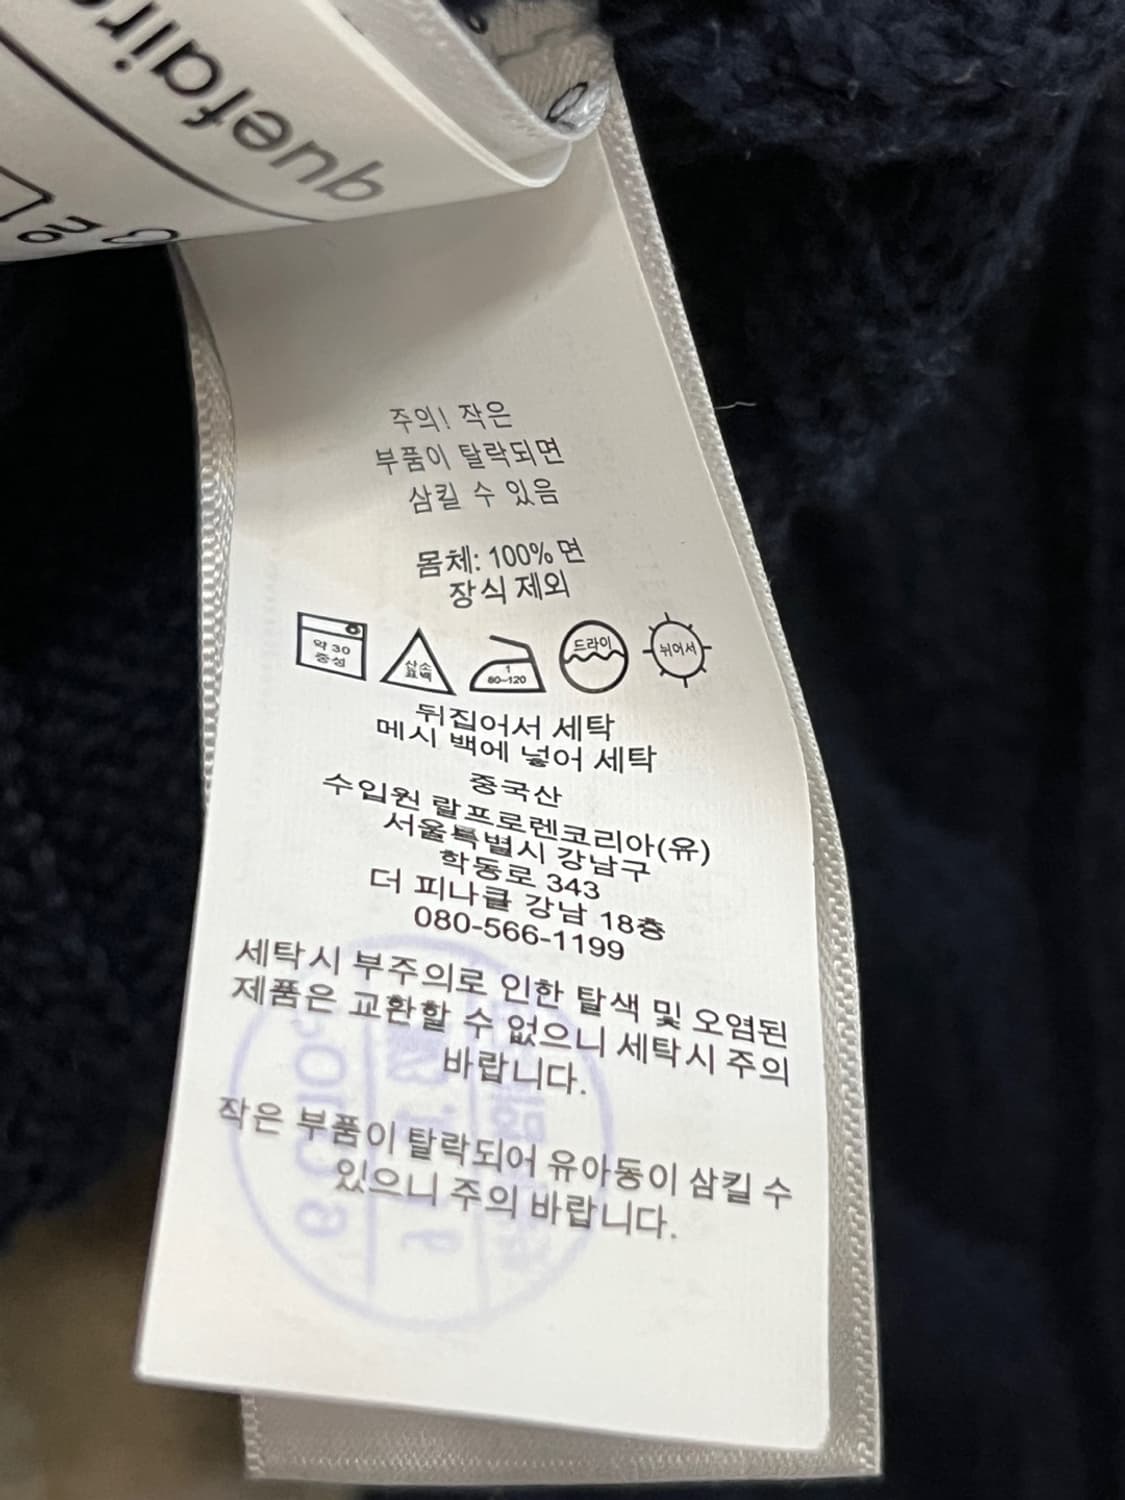 quefaire
주의! 작은
부품이 탈락되면
삼킬 수 있음
몸체: 100% 면
장식 제외
약 30
중성
산소
표백
1
80~120
드라이
뉘어서
뒤집어서 세탁
메시 백에 넣어 세탁
중국산
수입원 랄프로렌코리아(유)
서울특별시 강남구
학동로 343
더 피나클 강남 18층
080-566-1199
세탁시 부주의로 인한 탈색 및 오염된
제품은 교환할 수 없으니 세탁시 주의
바랍니다.
작은 부품이 탈락되어 유아동이 삼킬 수
있으니 주의 바랍니다.